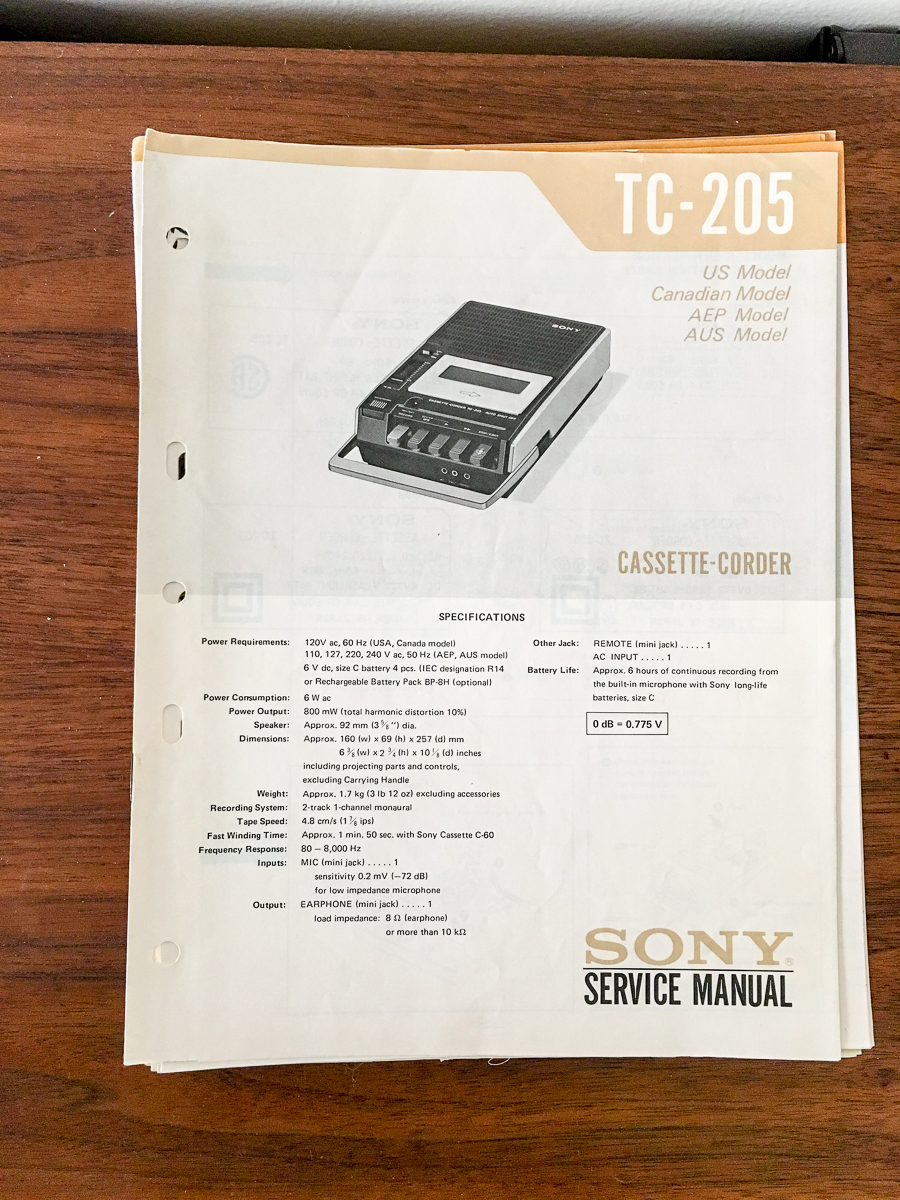 TC-205
US Model
Canadian Model
AEP Model
AUS Model
SONY
CASSETTE-CORDER TC-205 AUTO SHUT OFF
CASSETTE-CORDER
SPECIFICATIONS
Power Requirements: 120V ac, 60 Hz (USA, Canada model)
110, 127, 220, 240 V ac, 50 Hz (AEP, AUS model)
6 V dc, size C battery 4 pcs. (IEC designation R14
or Rechargeable Battery Pack BP-8H (optional)
Power Consumption: 6 W ac
Power Output: 800 mW (total harmonic distortion 10%)
Speaker: Approx. 92 mm (3 5/8 ″) dia.
Dimensions: Approx. 160 (w) x 69 (h) x 257 (d) mm
6 3/8 (w) x 2 3/4 (h) x 10 1/8 (d) inches
including projecting parts and controls,
excluding Carrying Handle
Weight: Approx. 1.7 kg (3 lb 12 oz) excluding accessories
Recording System: 2-track 1-channel monaural
Tape Speed: 4.8 cm/s (1 7/8 ips)
Fast Winding Time: Approx. 1 min. 50 sec. with Sony Cassette C-60
Frequency Response: 80 – 8,000 Hz
Inputs: MIC (mini jack) . . . . . 1
sensitivity 0.2 mV (−72 dB)
for low impedance microphone
Output: EARPHONE (mini jack) . . . . . 1
load impedance: 8 Ω (earphone)
or more than 10 kΩ
Other Jack: REMOTE (mini jack) . . . . . 1
AC INPUT . . . . . 1
Battery Life: Approx. 6 hours of continuous recording from
the built-in microphone with Sony long-life
batteries, size C
0 dB = 0.775 V
SONY®
SERVICE MANUAL